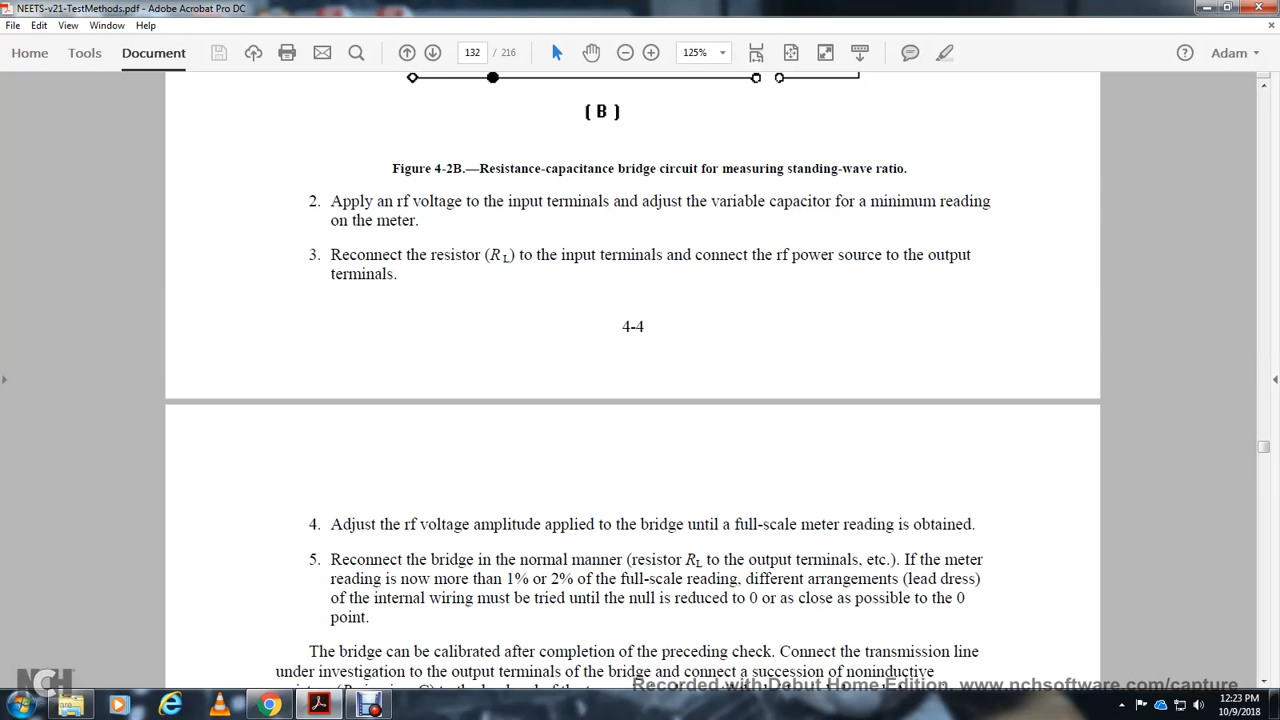 NEETS-v21-TestMethods.pdf - Adobe Acrobat Pro DC
File Edit View Window Help
Home Tools Document 132 / 216 125% Adam
( B )
Figure 4-2B.—Resistance-capacitance bridge circuit for measuring standing-wave ratio.
2. Apply an rf voltage to the input terminals and adjust the variable capacitor for a minimum reading
on the meter.
3. Reconnect the resistor (RL) to the input terminals and connect the rf power source to the output
terminals.
4-4
4. Adjust the rf voltage amplitude applied to the bridge until a full-scale meter reading is obtained.
5. Reconnect the bridge in the normal manner (resistor RL to the output terminals, etc.). If the meter
reading is now more than 1% or 2% of the full-scale reading, different arrangements (lead dress)
of the internal wiring must be tried until the null is reduced to 0 or as close as possible to the 0
point.
The bridge can be calibrated after completion of the preceding check. Connect the transmission line
under investigation to the output terminals of the bridge and connect a succession of noninductive
NCH
Recorded with Debut Home Edition. www.nchsoftware.com/capture
12:23 PM
10/9/2018